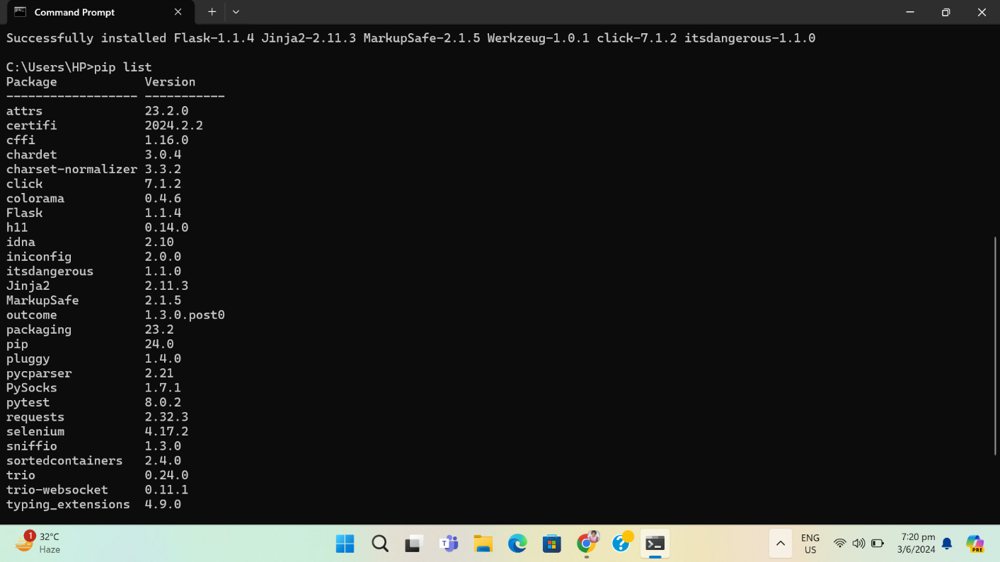 Command Prompt
Successfully installed Flask-1.1.4 Jinja2-2.11.3 MarkupSafe-2.1.5 Werkzeug-1.0.1 click-7.1.2 itsdangerous-1.1.0
C:\Users\HP>pip list
Package Version
------------------ -----------
attrs 23.2.0
certifi 2024.2.2
cffi 1.16.0
chardet 3.0.4
charset-normalizer 3.3.2
click 7.1.2
colorama 0.4.6
Flask 1.1.4
h11 0.14.0
idna 2.10
iniconfig 2.0.0
itsdangerous 1.1.0
Jinja2 2.11.3
MarkupSafe 2.1.5
outcome 1.3.0.post0
packaging 23.2
pip 24.0
pluggy 1.4.0
pycparser 2.21
PySocks 1.7.1
pytest 8.0.2
requests 2.32.3
selenium 4.17.2
sniffio 1.3.0
sortedcontainers 2.4.0
trio 0.24.0
trio-websocket 0.11.1
typing_extensions 4.9.0
1
32°C
Haze
T
ENG
US
7:20 pm
3/6/2024
PRE